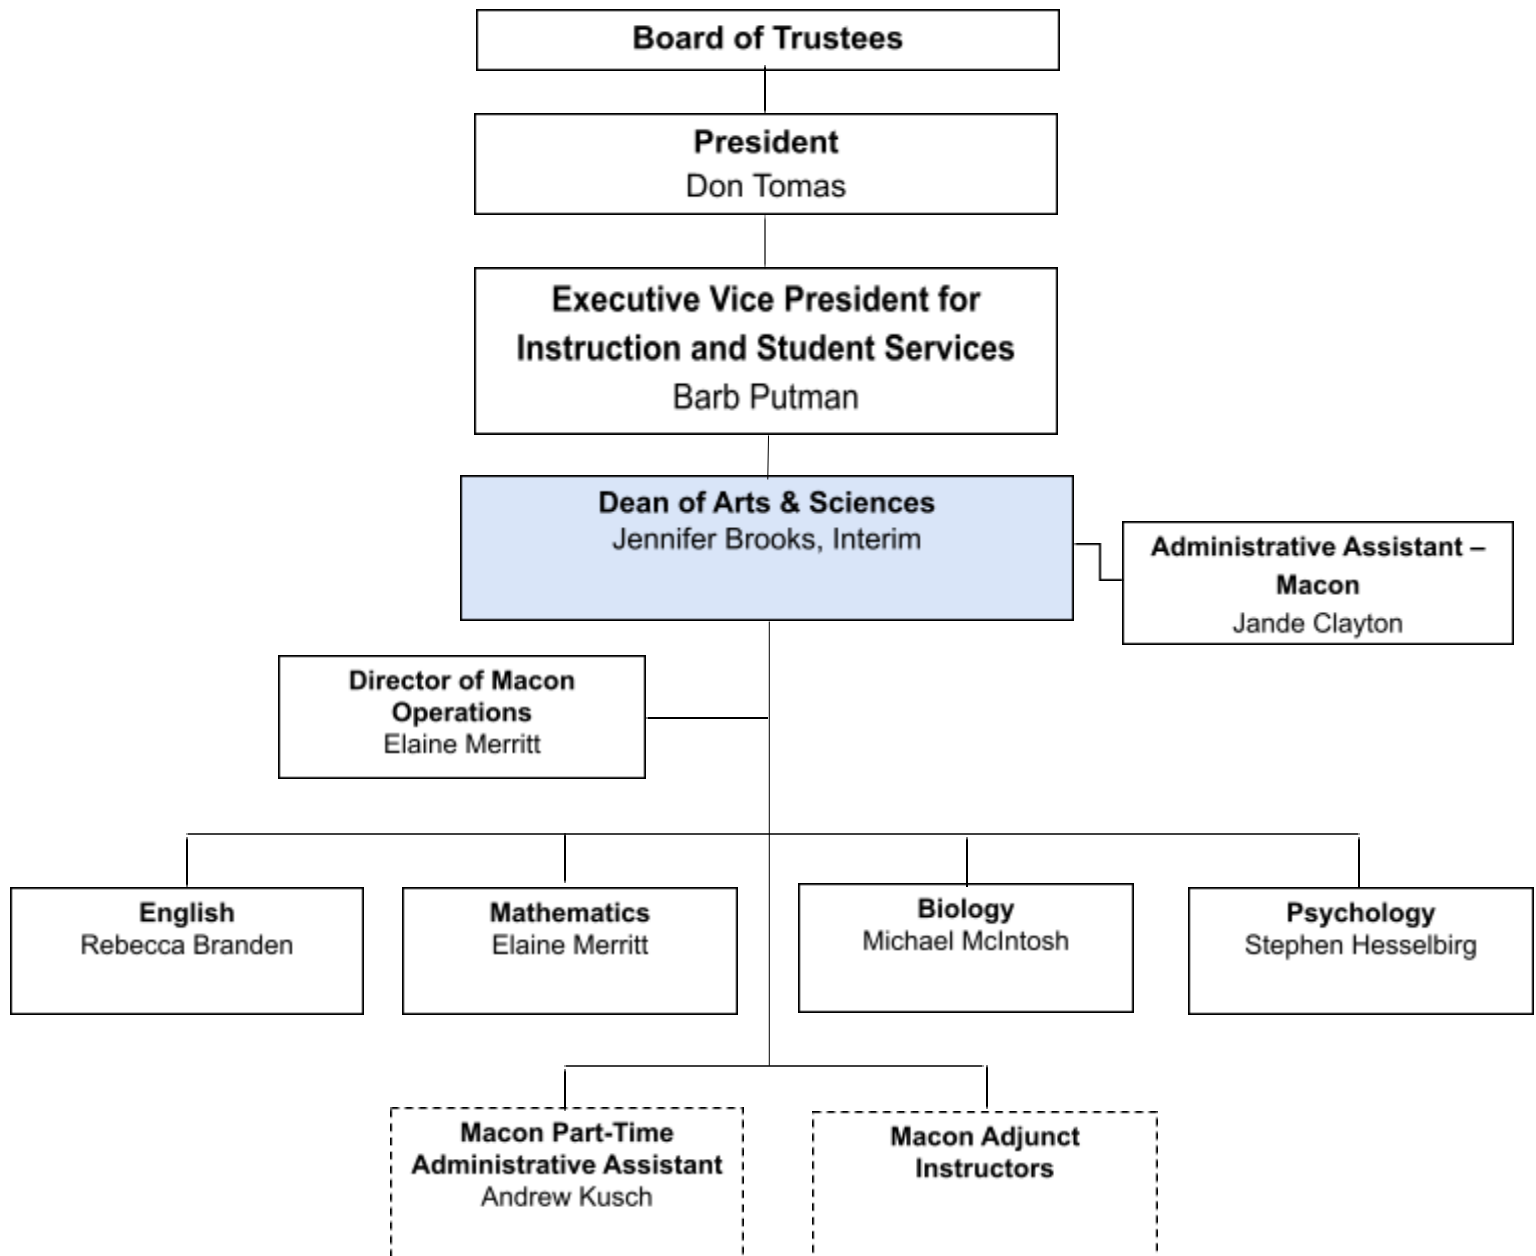 Board of Trustees
President
Don Tomas
Executive Vice President for
Instruction and Student Services
Barb Putman
Dean of Arts & Sciences
Jennifer Brooks, Interim
Administrative Assistant –
Macon
Jande Clayton
Director of Macon
Operations
Elaine Merritt
English
Rebecca Branden
Mathematics
Elaine Merritt
Biology
Michael McIntosh
Psychology
Stephen Hesselbirg
Macon Part-Time
Administrative Assistant
Andrew Kusch
Macon Adjunct
Instructors